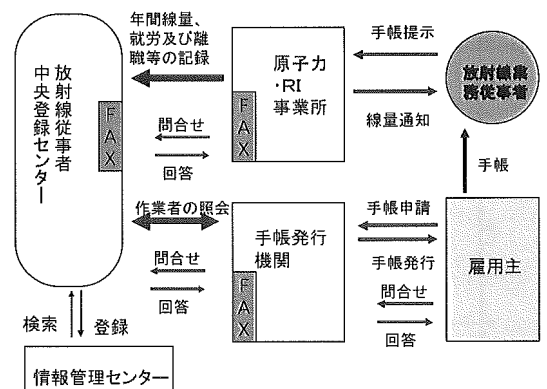 年間線量、
就労及び離
職等の記録
放射線従事者
中央登録センター
FAX
問合せ
回答
原子力
・RI
事業所
FAX
手帳提示
線量通知
放射線業
務従事者
手帳
作業者の照会
問合せ
回答
手帳発行
機関
FAX
手帳申請
手帳発行
問合せ
回答
雇用主
検索
登録
情報管理センター